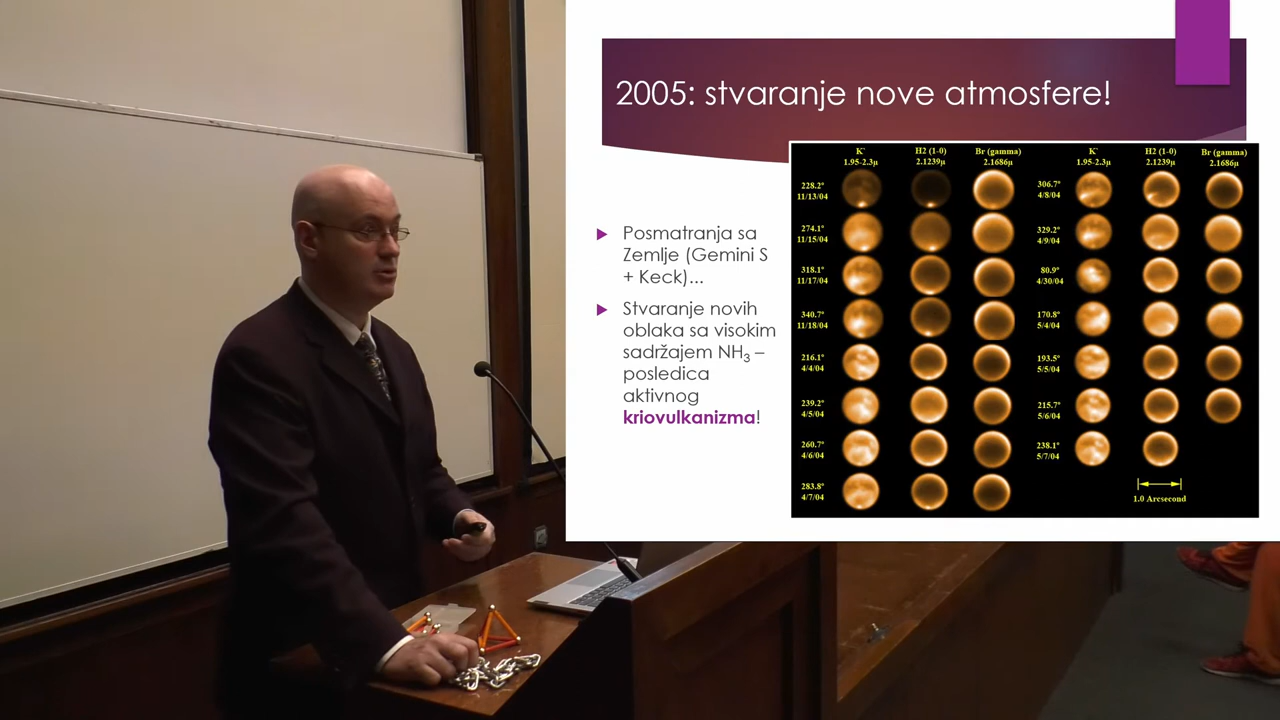 2005: stvaranje nove atmosfere!
Posmatranja sa
Zemlje (Gemini S
+ Keck)...
Stvaranje novih
oblaka sa visokim
sadržajem NH₃ –
posledica
aktivnog
kriovulkanizma!
K' H2 (1-0) Br (gamma) K' H2 (1-0) Br (gamma)
1.95-2.3μ 2.1239μ 2.1686μ 1.95-2.3μ 2.1239μ 2.1686μ
228.2°
11/13/04
274.1°
11/15/04
318.1°
11/17/04
340.7°
11/18/04
216.1°
4/4/04
239.2°
4/5/04
260.7°
4/6/04
283.8°
4/7/04
306.7°
4/8/04
329.2°
4/9/04
80.9°
4/30/04
170.8°
5/4/04
193.5°
5/5/04
215.7°
5/6/04
238.1°
5/7/04
1.0 Arcsecond